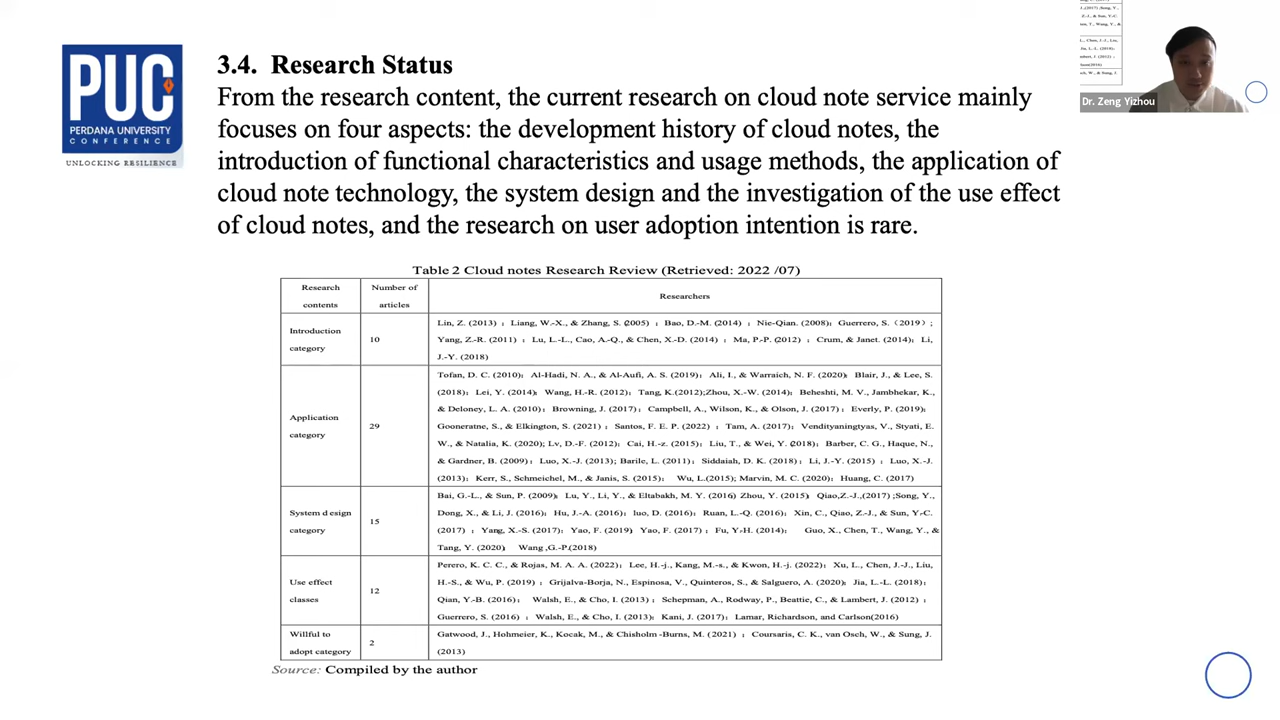 PUC
PERDANA UNIVERSITY
CONFERENCE
UNLOCKING RESILIENCE
3.4. Research Status
From the research content, the current research on cloud note service mainly
focuses on four aspects: the development history of cloud notes, the
introduction of functional characteristics and usage methods, the application of
cloud note technology, the system design and the investigation of the use effect
of cloud notes, and the research on user adoption intention is rare.
Dr. Zeng Yizhou
Table 2 Cloud notes Research Review (Retrieved: 2022 /07)
Research contents
Number of articles
Researchers
Introduction category
10
Lin, Z. (2013) ; Liang, W.-X., & Zhang, S. (2005) ; Bao, D.-M. (2014) ; Nie-Qian. (2008); Guerrero, S. (2019) ;
Yang, Z.-R. (2011) ; Lu, L.-L., Cao, A.-Q., & Chen, X.-D. (2014) ; Ma, P.-P. (2012) ; Crum, & Janet. (2014); Li,
J.-Y. (2018)
Application category
29
Tofan, D. C. (2010); Al-Hadi, N. A., & Al-Aufi, A. S. (2019) ; Ali, I., & Warraich, N. F. (2020); Blair, J., & Lee, S.
(2018); Lei, Y. (2014); Wang, H.-R. (2012); Tang, K.(2012);Zhou, X.-W. (2014); Beheshti, M. V., Jambhekar, K.,
& Deloney, L. A. (2010); Browning, J. (2017); Campbell, A., Wilson, K., & Olson, J. (2017) ; Everly, P. (2019);
Gooneratne, S., & Elkington, S. (2021) ; Santos, F. E. P. (2022 ) ; Tam, A. (2017); Vendityaningtyas, V., Styati, E.
W., & Natalia, K. (2020); Lv, D.-F. (2012); Cai, H.-z. (2015); Liu, T., & Wei, Y. (2018); Barber, C. G., Haque, N.,
& Gardner, B. (2009) ; Luo, X.-J. (2013); Barile, L. (2011) ; Siddaiah, D. K. (2018) ; Li, J.-Y. (2015) ; Luo, X.-J.
(2013) ; Kerr, S., Schmeichel, M., & Janis, S. (2015) ; Wu, L.(2015); Marvin, M. C. (2020); Huang, C. (2017)
System d esign category
15
Bai, G.-L., & Sun, P. (2009); Lu, Y., Li, Y., & Eltabakh, M. Y. (2016) Zhou, Y. (2015) Qiao,Z.-J.,(2017) ;Song, Y.,
Dong, X., & Li, J. (2016); Hu, J.-A. (2016); luo, D. (2016); Ruan, L.-Q. (2016); Xin, C., Qiao, Z.-J., & Sun, Y.-C.
(2017) ; Yang, X.-S. (2017); Yao, F. (2019) Yao, F. (2017) ; Fu, Y.-H. (2014); Guo, X., Chen, T., Wang, Y., &
Tang, Y. (2020) Wang ,G.-P.(2018)
Use effect classes
12
Perero, K. C. C., & Rojas, M. A. A. (2022); Lee, H.-j., Kang, M.-s., & Kwon, H.-j. (2022); Xu, L., Chen, J.-J., Liu,
H.-S., & Wu, P. (2019) ; Grijalva-Borja, N., Espinosa, V., Quinteros, S., & Salguero, A. (2020); Jia, L.-L. (2018);
Qian, Y.-B. (2016); Walsh, E., & Cho, I. (2013) ; Schepman, A., Rodway, P., Beattie, C., & Lambert, J. (2012) ;
Guerrero, S. (2016) ; Walsh, E., & Cho, I. (2013); Kani, J. (2017); Lamar, Richardson, and Carlson(2016)
Willful to adopt category
2
Gatwood, J., Hohmeier, K., Kocak, M., & Chisholm -Burns, M. (2021) ; Coursaris, C. K., van Osch, W., & Sung, J.
(2013)
Source: Compiled by the author